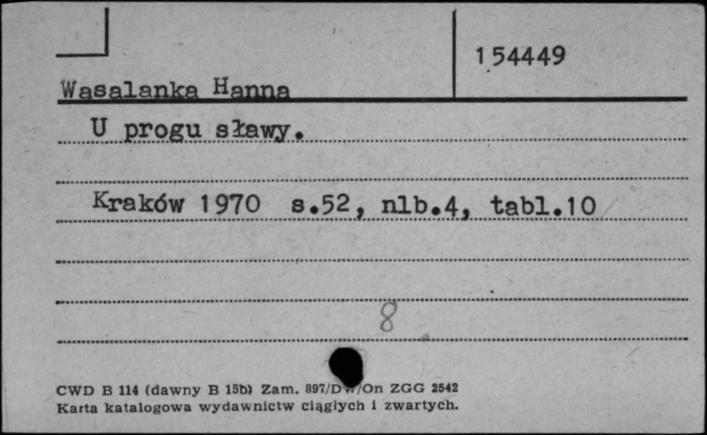 154449
Wasalanka Hanna
U progu sławy.
Kraków 1970 s.52, nlb.4, tabl.10
8
CWD B 114 (dawny B 15b) Zam. 897/D /On ZGG 2542
Karta katalogowa wydawnictw ciągłych i zwartych.